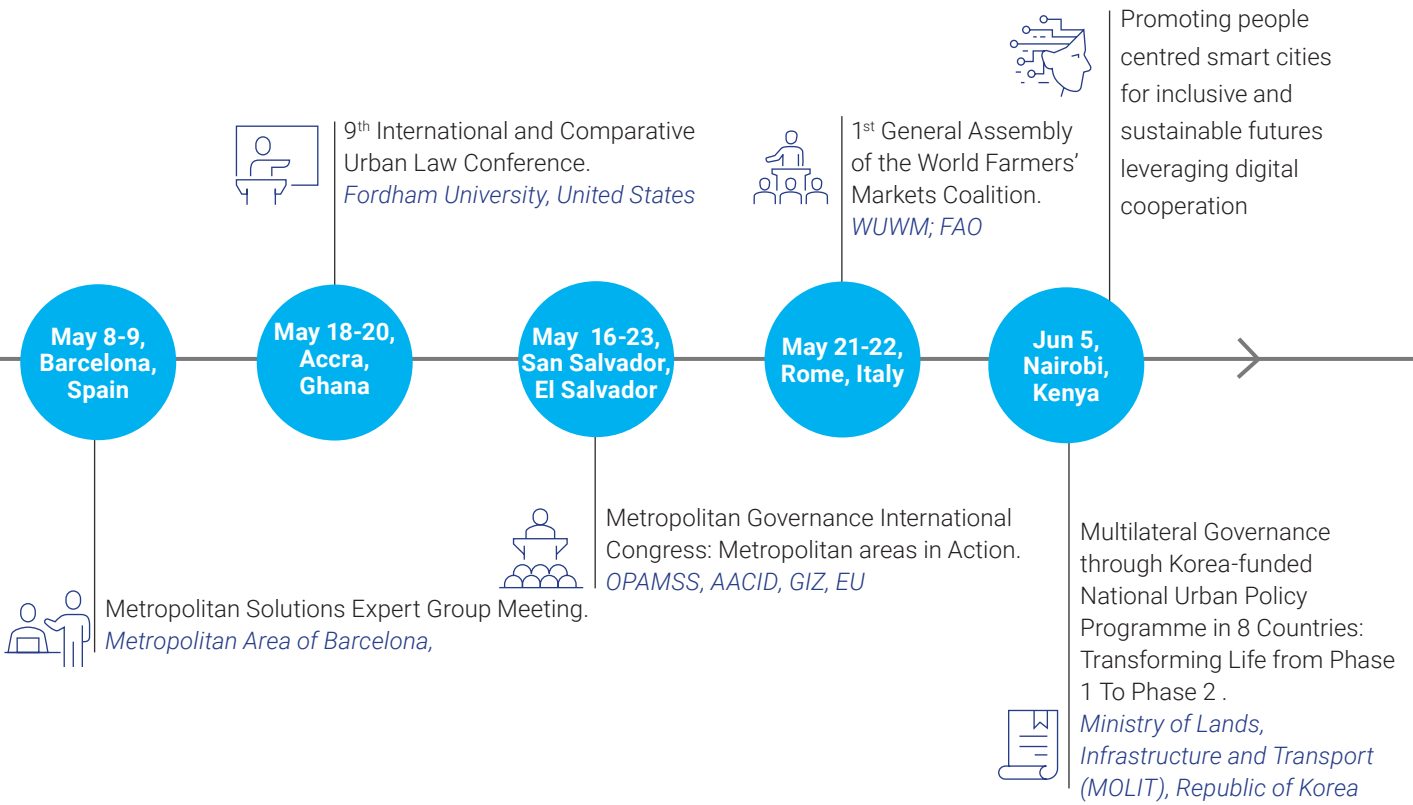 May 8-9,
Barcelona,
Spain
Metropolitan Solutions Expert Group Meeting.
Metropolitan Area of Barcelona,
9th International and Comparative
Urban Law Conference.
Fordham University, United States
May 18-20,
Accra,
Ghana
May 16-23,
San Salvador,
El Salvador
Metropolitan Governance International
Congress: Metropolitan areas in Action.
OPAMSS, AACID, GIZ, EU
1st General Assembly
of the World Farmers’
Markets Coalition.
WUWM; FAO
May 21-22,
Rome, Italy
Promoting people
centred smart cities
for inclusive and
sustainable futures
leveraging digital
cooperation
Jun 5,
Nairobi,
Kenya
Multilateral Governance
through Korea-funded
National Urban Policy
Programme in 8 Countries:
Transforming Life from Phase
1 To Phase 2 .
Ministry of Lands,
Infrastructure and Transport
(MOLIT), Republic of Korea